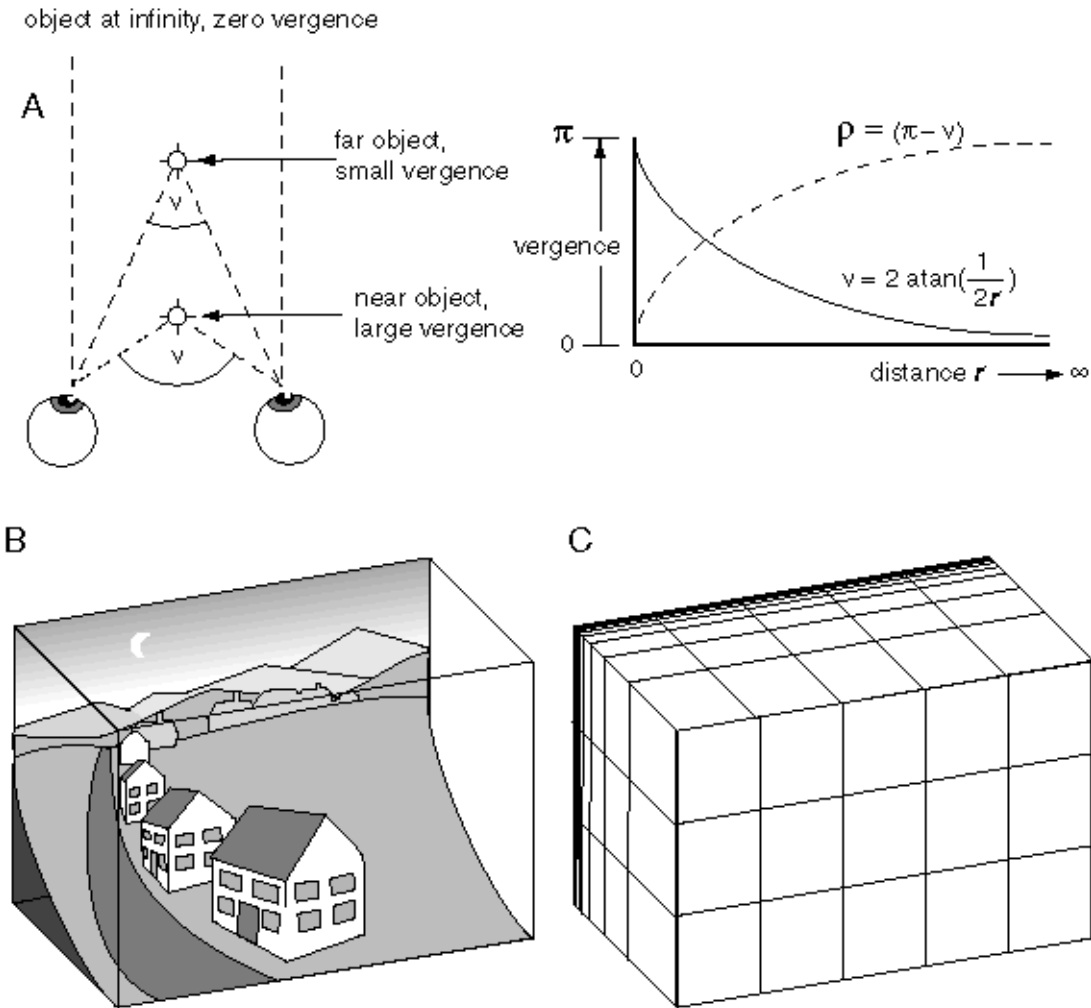 object at infinity, zero vergence
A
far object,
small vergence
ν
near object,
large vergence
ν
π
ρ = (π – ν)
vergence
ν = 2 atan(1/2r)
0
0
distance r → ∞
B
C